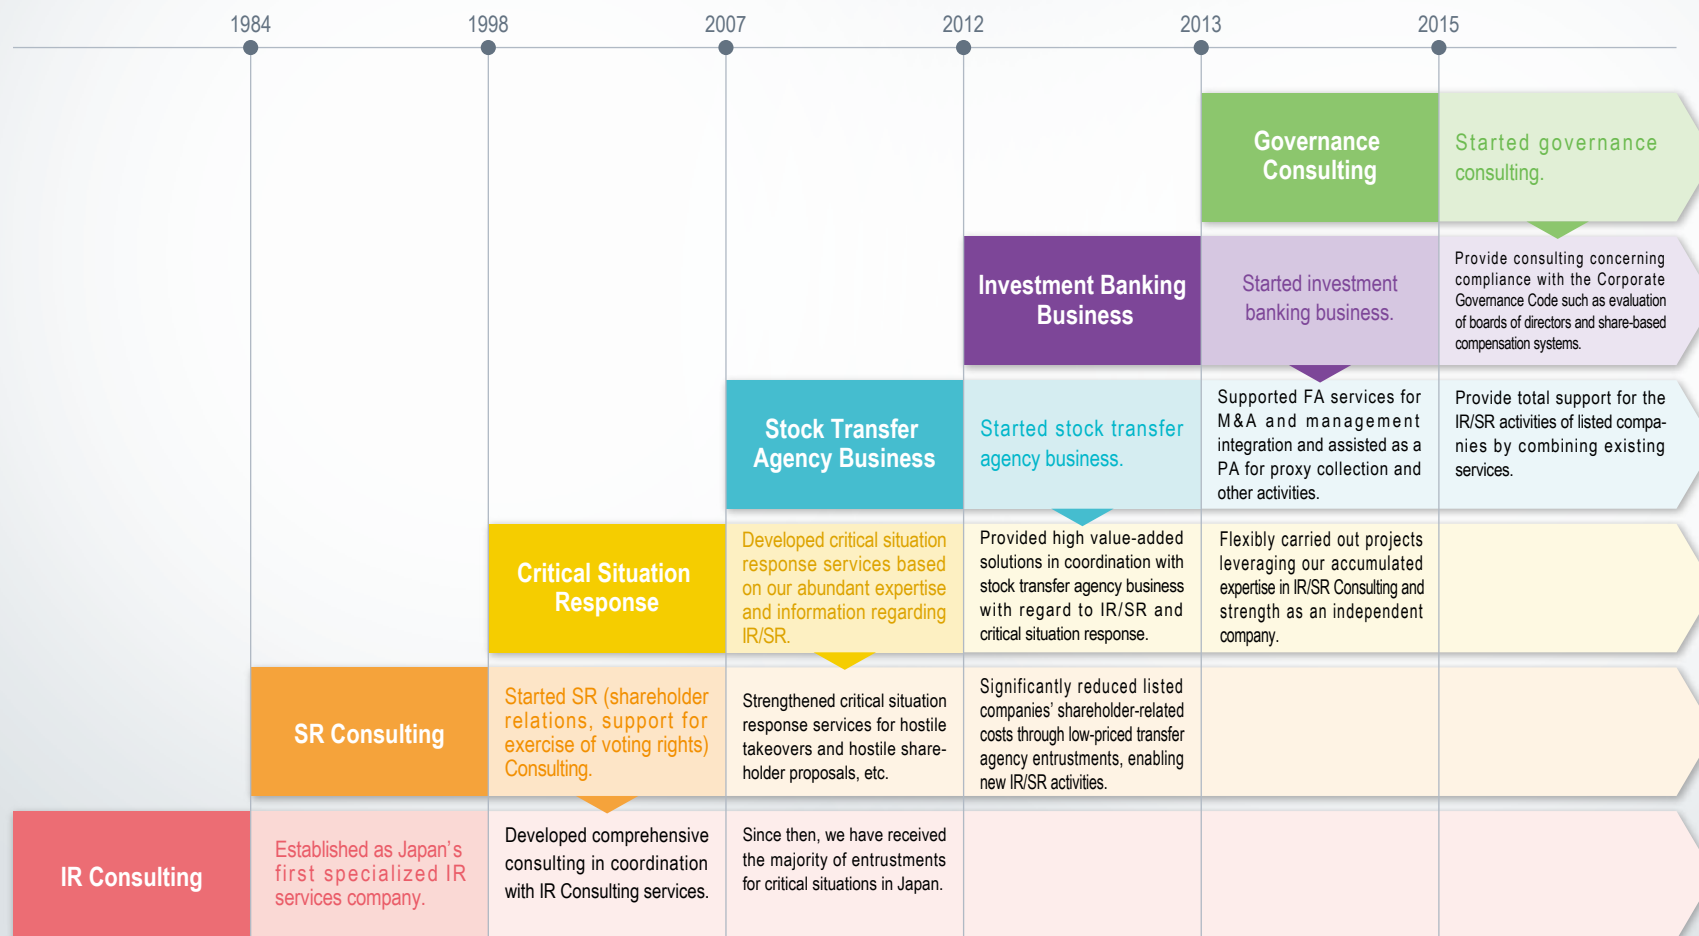 1984
1998
2007
2012
2013
2015
Governance
Consulting
Started governance
consulting.
Investment Banking
Business
Started investment
banking business.
Provide consulting concerning
compliance with the Corporate
Governance Code such as evaluation
of boards of directors and share-based
compensation systems.
Stock Transfer
Agency Business
Started stock transfer
agency business.
Supported FA services for
M&A and management
integration and assisted as a
PA for proxy collection and
other activities.
Provide total support for the
IR/SR activities of listed compa-
nies by combining existing
services.
Critical Situation
Response
Developed critical situation
response services based
on our abundant expertise
and information regarding
IR/SR.
Provided high value-added
solutions in coordination with
stock transfer agency business
with regard to IR/SR and
critical situation response.
Flexibly carried out projects
leveraging our accumulated
expertise in IR/SR Consulting and
strength as an independent
company.
SR Consulting
Started SR (shareholder
relations, support for
exercise of voting rights)
Consulting.
Strengthened critical situation
response services for hostile
takeovers and hostile share-
holder proposals, etc.
Significantly reduced listed
companies' shareholder-related
costs through low-priced transfer
agency entrustments, enabling
new IR/SR activities.
IR Consulting
Established as Japan's
first specialized IR
services company.
Developed comprehensive
consulting in coordination
with IR Consulting services.
Since then, we have received
the majority of entrustments
for critical situations in Japan.